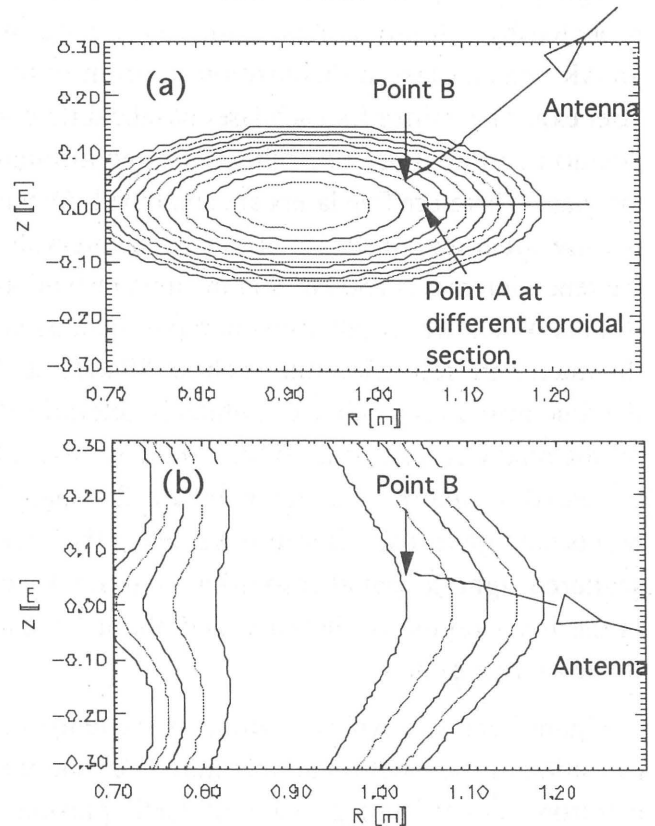 (a)
Point B
Antenna
Point A at
different toroidal
section.
Z [m]
0.30
0.20
0.10
0.00
-0.10
-0.20
-0.30
0.70
0.80
0.90
1.00
1.10
1.20
R [m]
(b)
Point B
Antenna
Z [m]
0.30
0.20
0.10
0.00
-0.10
-0.20
-0.30
0.70
0.80
0.90
1.00
1.10
1.20
R [m]